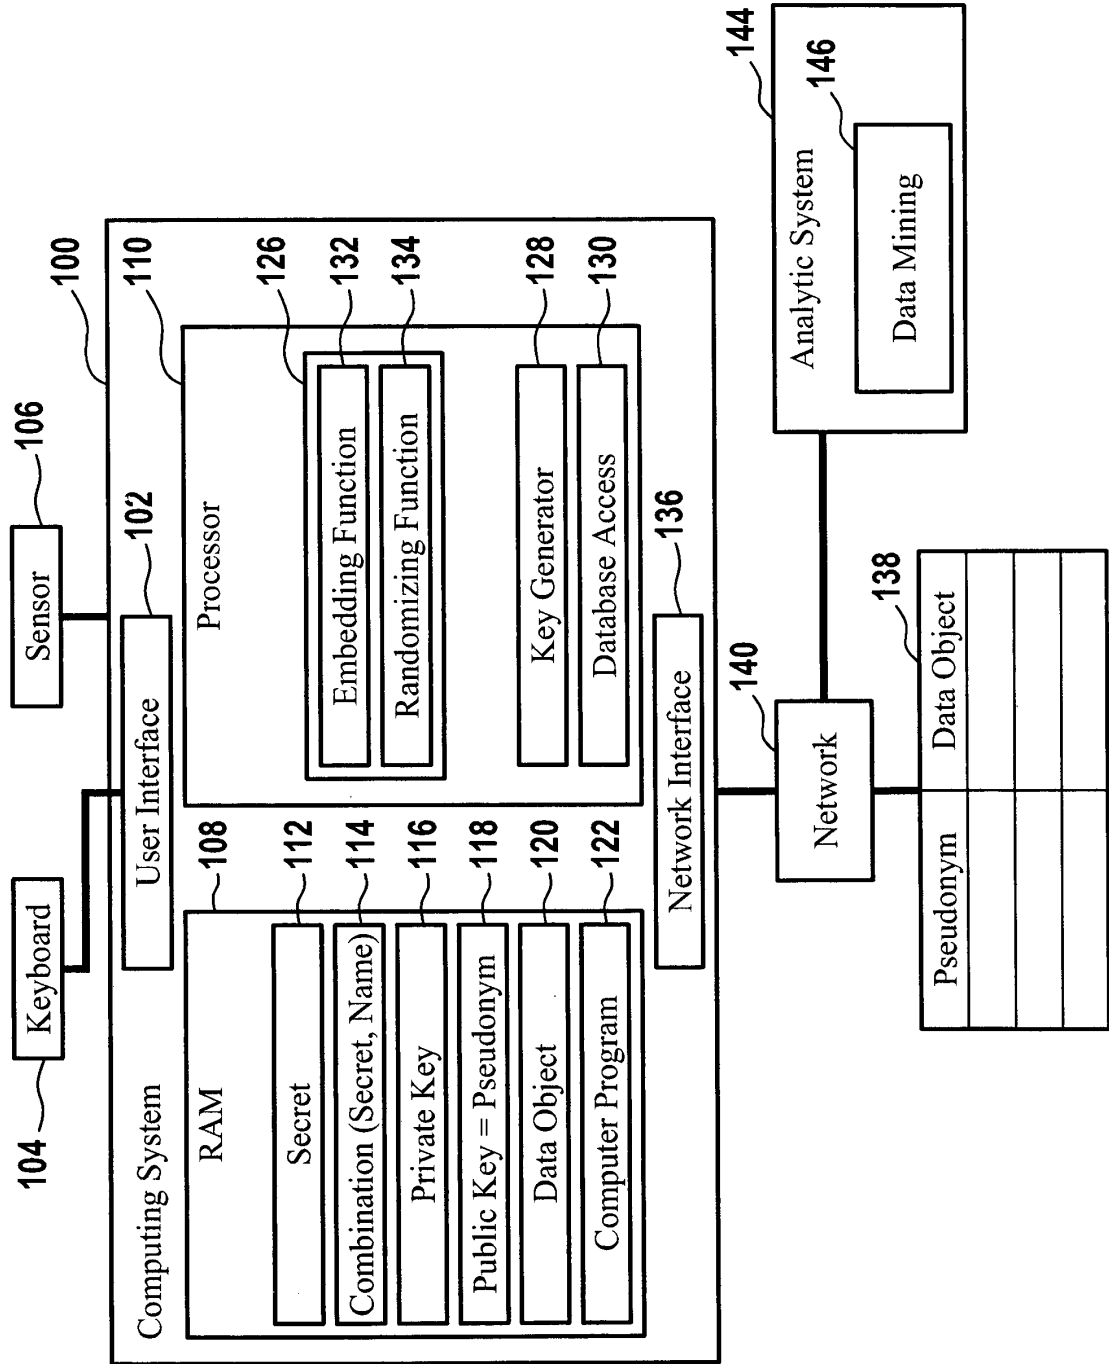 100
110
126
132
134
128
130
144
146
106
Sensor
102
User Interface
Processor
Embedding Function
Randomizing Function
Key Generator
Database Access
136
Network Interface
Analytic System
Data Mining
104
Keyboard
Computing System
RAM
108
Secret
112
Combination (Secret, Name)
114
Private Key
116
Public Key = Pseudonym
118
Data Object
120
Computer Program
122
140
Network
138
Pseudonym
Data Object